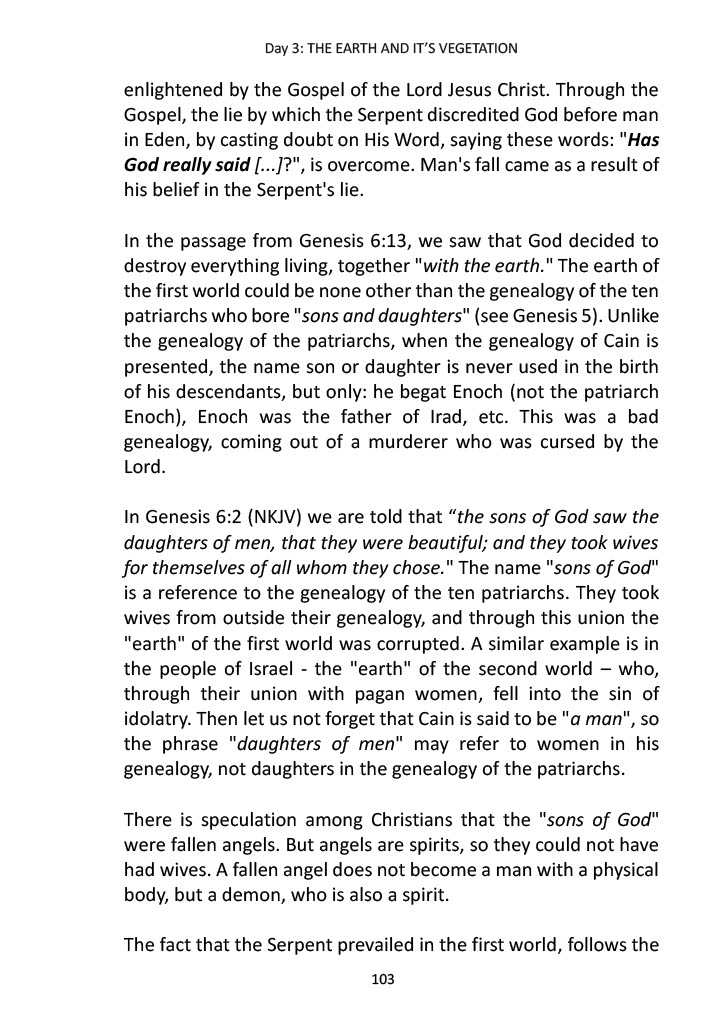 Day 3: THE EARTH AND IT'S VEGETATION
enlightened by the Gospel of the Lord Jesus Christ. Through the
Gospel, the lie by which the Serpent discredited God before man
in Eden, by casting doubt on His Word, saying these words: "Has
God really said [...]?", is overcome. Man's fall came as a result of
his belief in the Serpent's lie.
In the passage from Genesis 6:13, we saw that God decided to
destroy everything living, together "with the earth." The earth of
the first world could be none other than the genealogy of the ten
patriarchs who bore "sons and daughters" (see Genesis 5). Unlike
the genealogy of the patriarchs, when the genealogy of Cain is
presented, the name son or daughter is never used in the birth
of his descendants, but only: he begat Enoch (not the patriarch
Enoch), Enoch was the father of Irad, etc. This was a bad
genealogy, coming out of a murderer who was cursed by the
Lord.
In Genesis 6:2 (NKJV) we are told that “the sons of God saw the
daughters of men, that they were beautiful; and they took wives
for themselves of all whom they chose." The name "sons of God"
is a reference to the genealogy of the ten patriarchs. They took
wives from outside their genealogy, and through this union the
"earth" of the first world was corrupted. A similar example is in
the people of Israel - the "earth" of the second world – who,
through their union with pagan women, fell into the sin of
idolatry. Then let us not forget that Cain is said to be "a man", so
the phrase "daughters of men" may refer to women in his
genealogy, not daughters in the genealogy of the patriarchs.
There is speculation among Christians that the "sons of God"
were fallen angels. But angels are spirits, so they could not have
had wives. A fallen angel does not become a man with a physical
body, but a demon, who is also a spirit.
The fact that the Serpent prevailed in the first world, follows the
103